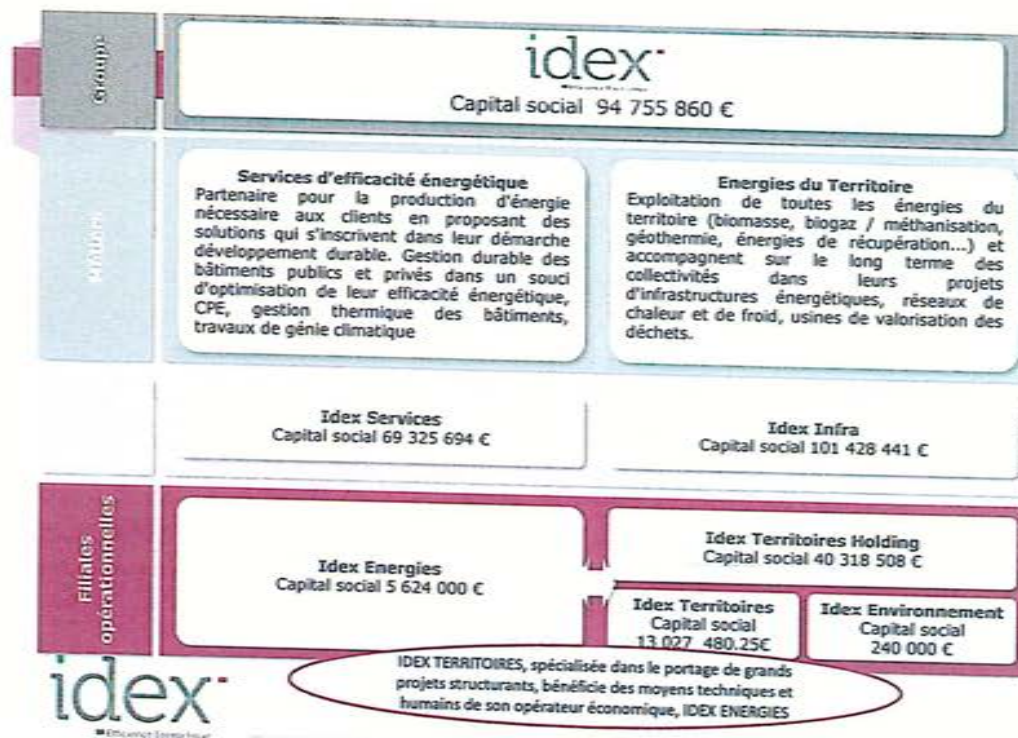 Groupe
idex
Capital social 94 755 860 €
Services d'efficacité énergétique
Partenaire pour la production d'énergie
nécessaire aux clients en proposant des
solutions qui s'inscrivent dans leur démarche
développement durable. Gestion durable des
bâtiments publics et privés dans un souci
d'optimisation de leur efficacité énergétique,
CPE, gestion thermique des bâtiments,
travaux de génie climatique
Energies du Territoire
Exploitation de toutes les énergies du
territoire (biomasse, biogaz / méthanisation,
géothermie, énergies de récupération...) et
accompagnent sur le long terme des
collectivités dans leurs projets
d'infrastructures énergétiques, réseaux de
chaleur et de froid, usines de valorisation des
déchets.
Idex Services
Capital social 69 325 694 €
Idex Infra
Capital social 101 428 441 €
Filiales
opérationnelles
Idex Energies
Capital social 5 624 000 €
Idex Territoires Holding
Capital social 40 318 508 €
Idex Territoires
Capital social
13 027 480.25€
Idex Environnement
Capital social
240 000 €
IDEX TERRITOIRES, spécialisée dans le portage de grands
projets structurants, bénéficie des moyens techniques et
humains de son opérateur économique, IDEX ENERGIES
idex